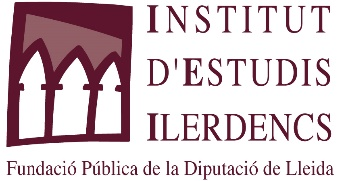 INSTITUT
D'ESTUDIS
ILERDENCS
Fundació Pública de la Diputació de Lleida